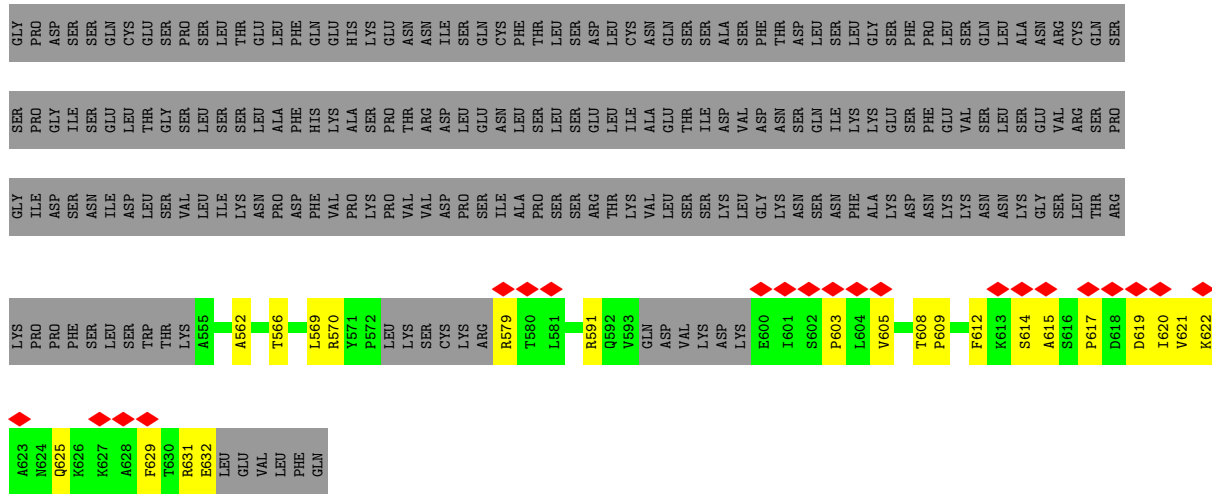 GLY PRO ASP SER SER GLN CYS GLU SER PRO SER LEU THR GLU LEU PHE GLN GLU HIS LYS GLU ASN ASN ILE SER GLN CYS PHE THR LEU SER ASP LEU CYS ASN GLN SER SER ALA SER PHE THR ASP LEU SER LEU GLY SER PHE PRO LEU SER GLN LEU ALA ASN ARG CYS GLN SER
SER PRO GLY ILE SER GLU LEU THR GLY SER LEU SER SER LEU ALA PHE HIS LYS ALA SER PRO THR ARG ASP LEU GLU ASN LEU SER LEU SER GLU LEU ILE ALA GLU THR ILE ASP VAL ASP ASN SER GLN ILE LYS LYS GLU SER PHE GLU VAL SER LEU SER GLU VAL ARG SER PRO
GLY ILE ASP SER ASN ILE ASP LEU SER VAL LEU ILE LYS ASN PRO ASP PHE VAL PRO LYS PRO VAL VAL ASP PRO SER ILE ALA PRO SER SER ARG THR LYS VAL LEU SER SER LYS LEU GLY LYS ASN SER ASN PHE ALA LYS ASP ASN LYS LYS ASN ASN LYS GLY SER LEU THR ARG
LYS PRO PRO PHE SER LEU SER TRP THR LYS A555 A562 T566 L569 R570 Y571 P572 LEU LYS SER CYS LYS ARG R579 T580 L581 R591 Q592 V593 GLN ASP VAL LYS ASP LYS E600 I601 S602 P603 L604 V605 T608 P609 F612 K613 S614 A615 S616 P617 D618 D619 I620 V621 K622
A623 N624 Q625 K626 K627 A628 F629 T630 R631 E632 LEU GLU VAL LEU PHE GLN